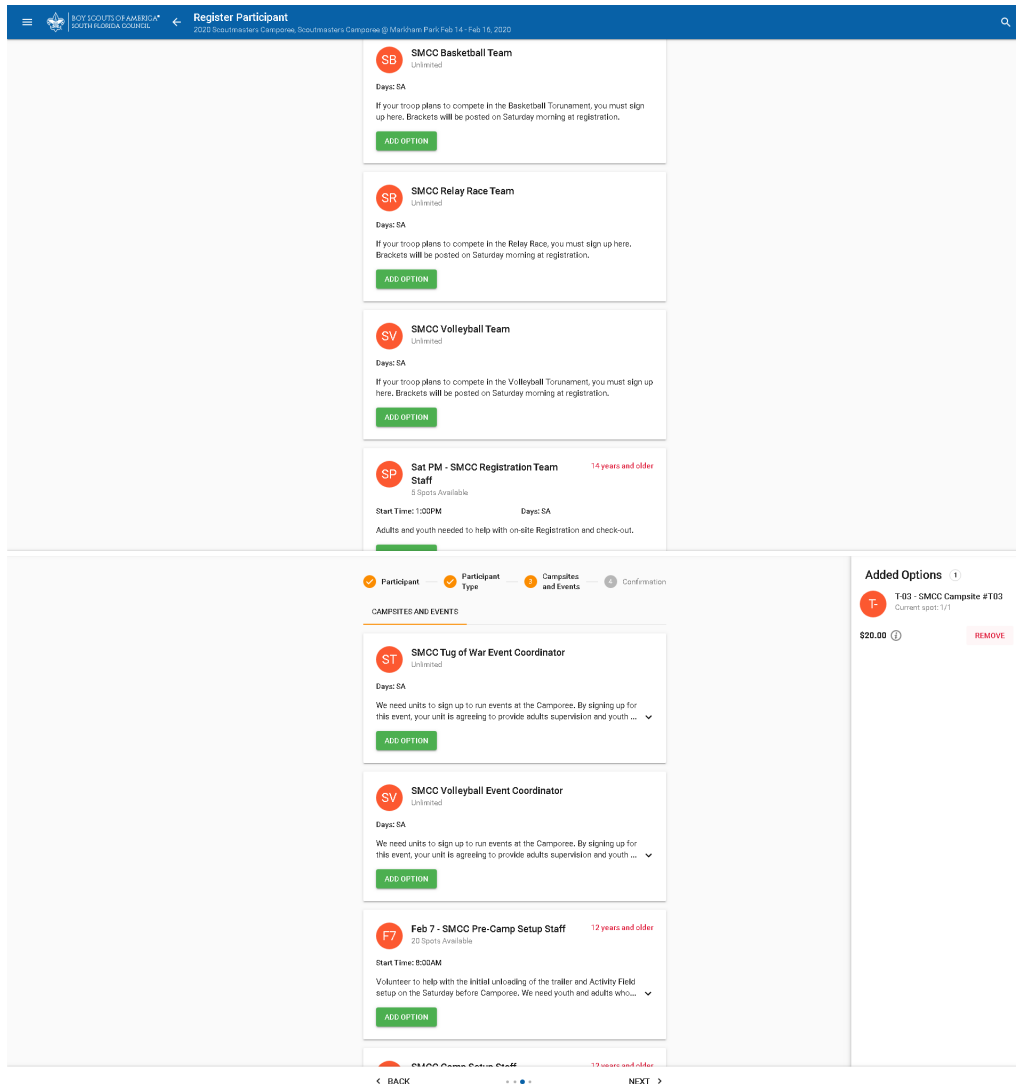 BOY SCOUTS OF AMERICA®
SOUTH FLORIDA COUNCIL
Register Participant
2020 Scoutmasters Camporee, Scoutmasters Camporee @ Markham Park Feb 14 - Feb 16, 2020
SB
SMCC Basketball Team
Unlimited
Days: SA
If your troop plans to compete in the Basketball Torunament, you must sign
up here. Brackets will be posted on Saturday morning at registration.
ADD OPTION
SR
SMCC Relay Race Team
Unlimited
Days: SA
If your troop plans to compete in the Relay Race, you must sign up here.
Brackets will be posted on Saturday morning at registration.
ADD OPTION
SV
SMCC Volleyball Team
Unlimited
Days: SA
If your troop plans to compete in the Volleyball Torunament, you must sign up
here. Brackets will be posted on Saturday morning at registration.
ADD OPTION
SP
Sat PM - SMCC Registration Team
Staff
14 years and older
5 Spots Available
Start Time: 1:00PM Days: SA
Adults and youth needed to help with on-site Registration and check-out.
Participant
Participant
Type
3
Campsites
and Events
4
Confirmation
CAMPSITES AND EVENTS
ST
SMCC Tug of War Event Coordinator
Unlimited
Days: SA
We need units to sign up to run events at the Camporee. By signing up for
this event, your unit is agreeing to provide adults supervision and youth ...
ADD OPTION
SV
SMCC Volleyball Event Coordinator
Unlimited
Days: SA
We need units to sign up to run events at the Camporee. By signing up for
this event, your unit is agreeing to provide adults supervision and youth ...
ADD OPTION
F7
Feb 7 - SMCC Pre-Camp Setup Staff
12 years and older
20 Spots Available
Start Time: 8:00AM
Volunteer to help with the initial unloading of the trailer and Activity Field
setup on the Saturday before Camporee. We need youth and adults who...
ADD OPTION
SMCC Camp Setup Staff
12 years and older
BACK
NEXT
Added Options 1
T-
T-03 - SMCC Campsite #T03
Current spot: 1/1
$20.00
REMOVE